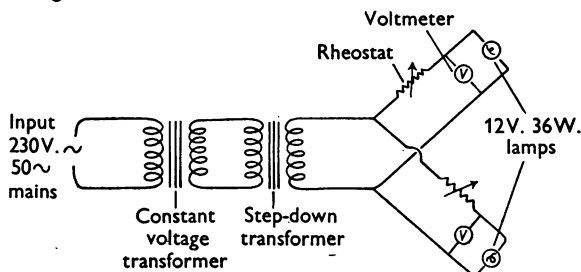 Voltmeter
Rheostat
V
Input
230V. ~
50~
mains
12V. 36W.
lamps
Constant
voltage
transformer
Step-down
transformer
V